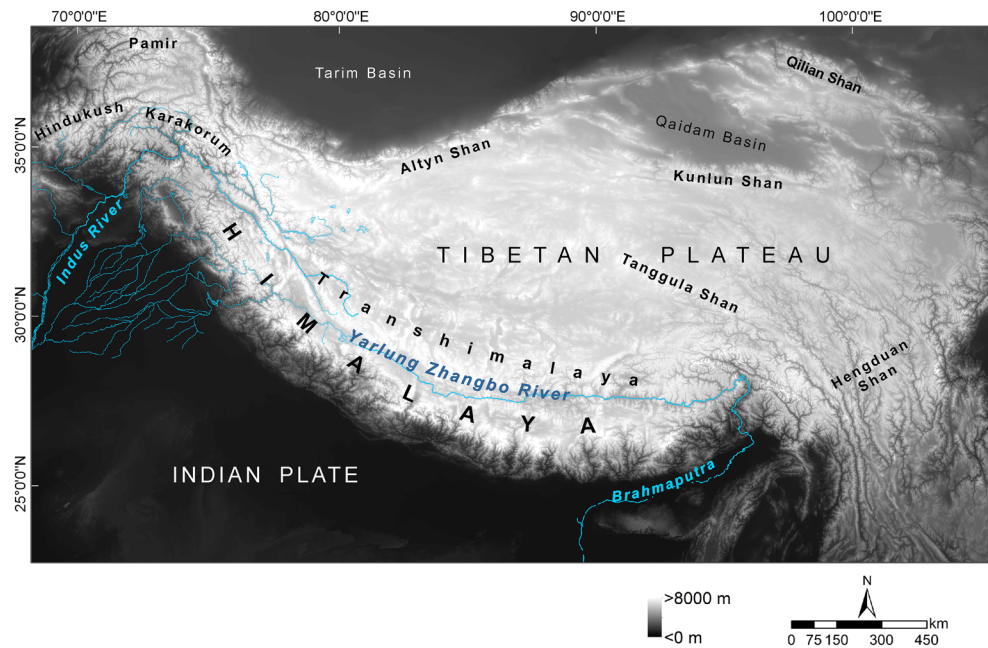 70°0'0"E
80°0'0"E
90°0'0"E
100°0'0"E
Pamir
Tarim Basin
Qilian Shan
Hindukush
Karakorum
Qaidam Basin
35°0'0"N
Altyn Shan
Kunlun Shan
Indus River
HIMALAYA
TIBETAN PLATEAU
Tanggula Shan
Transhimalaya
30°0'0"N
Yarlung Zhangbo River
Hengduan
Shan
INDIAN PLATE
25°0'0"N
Brahmaputra
>8000 m
<0 m
N
km
0 75 150 300 450